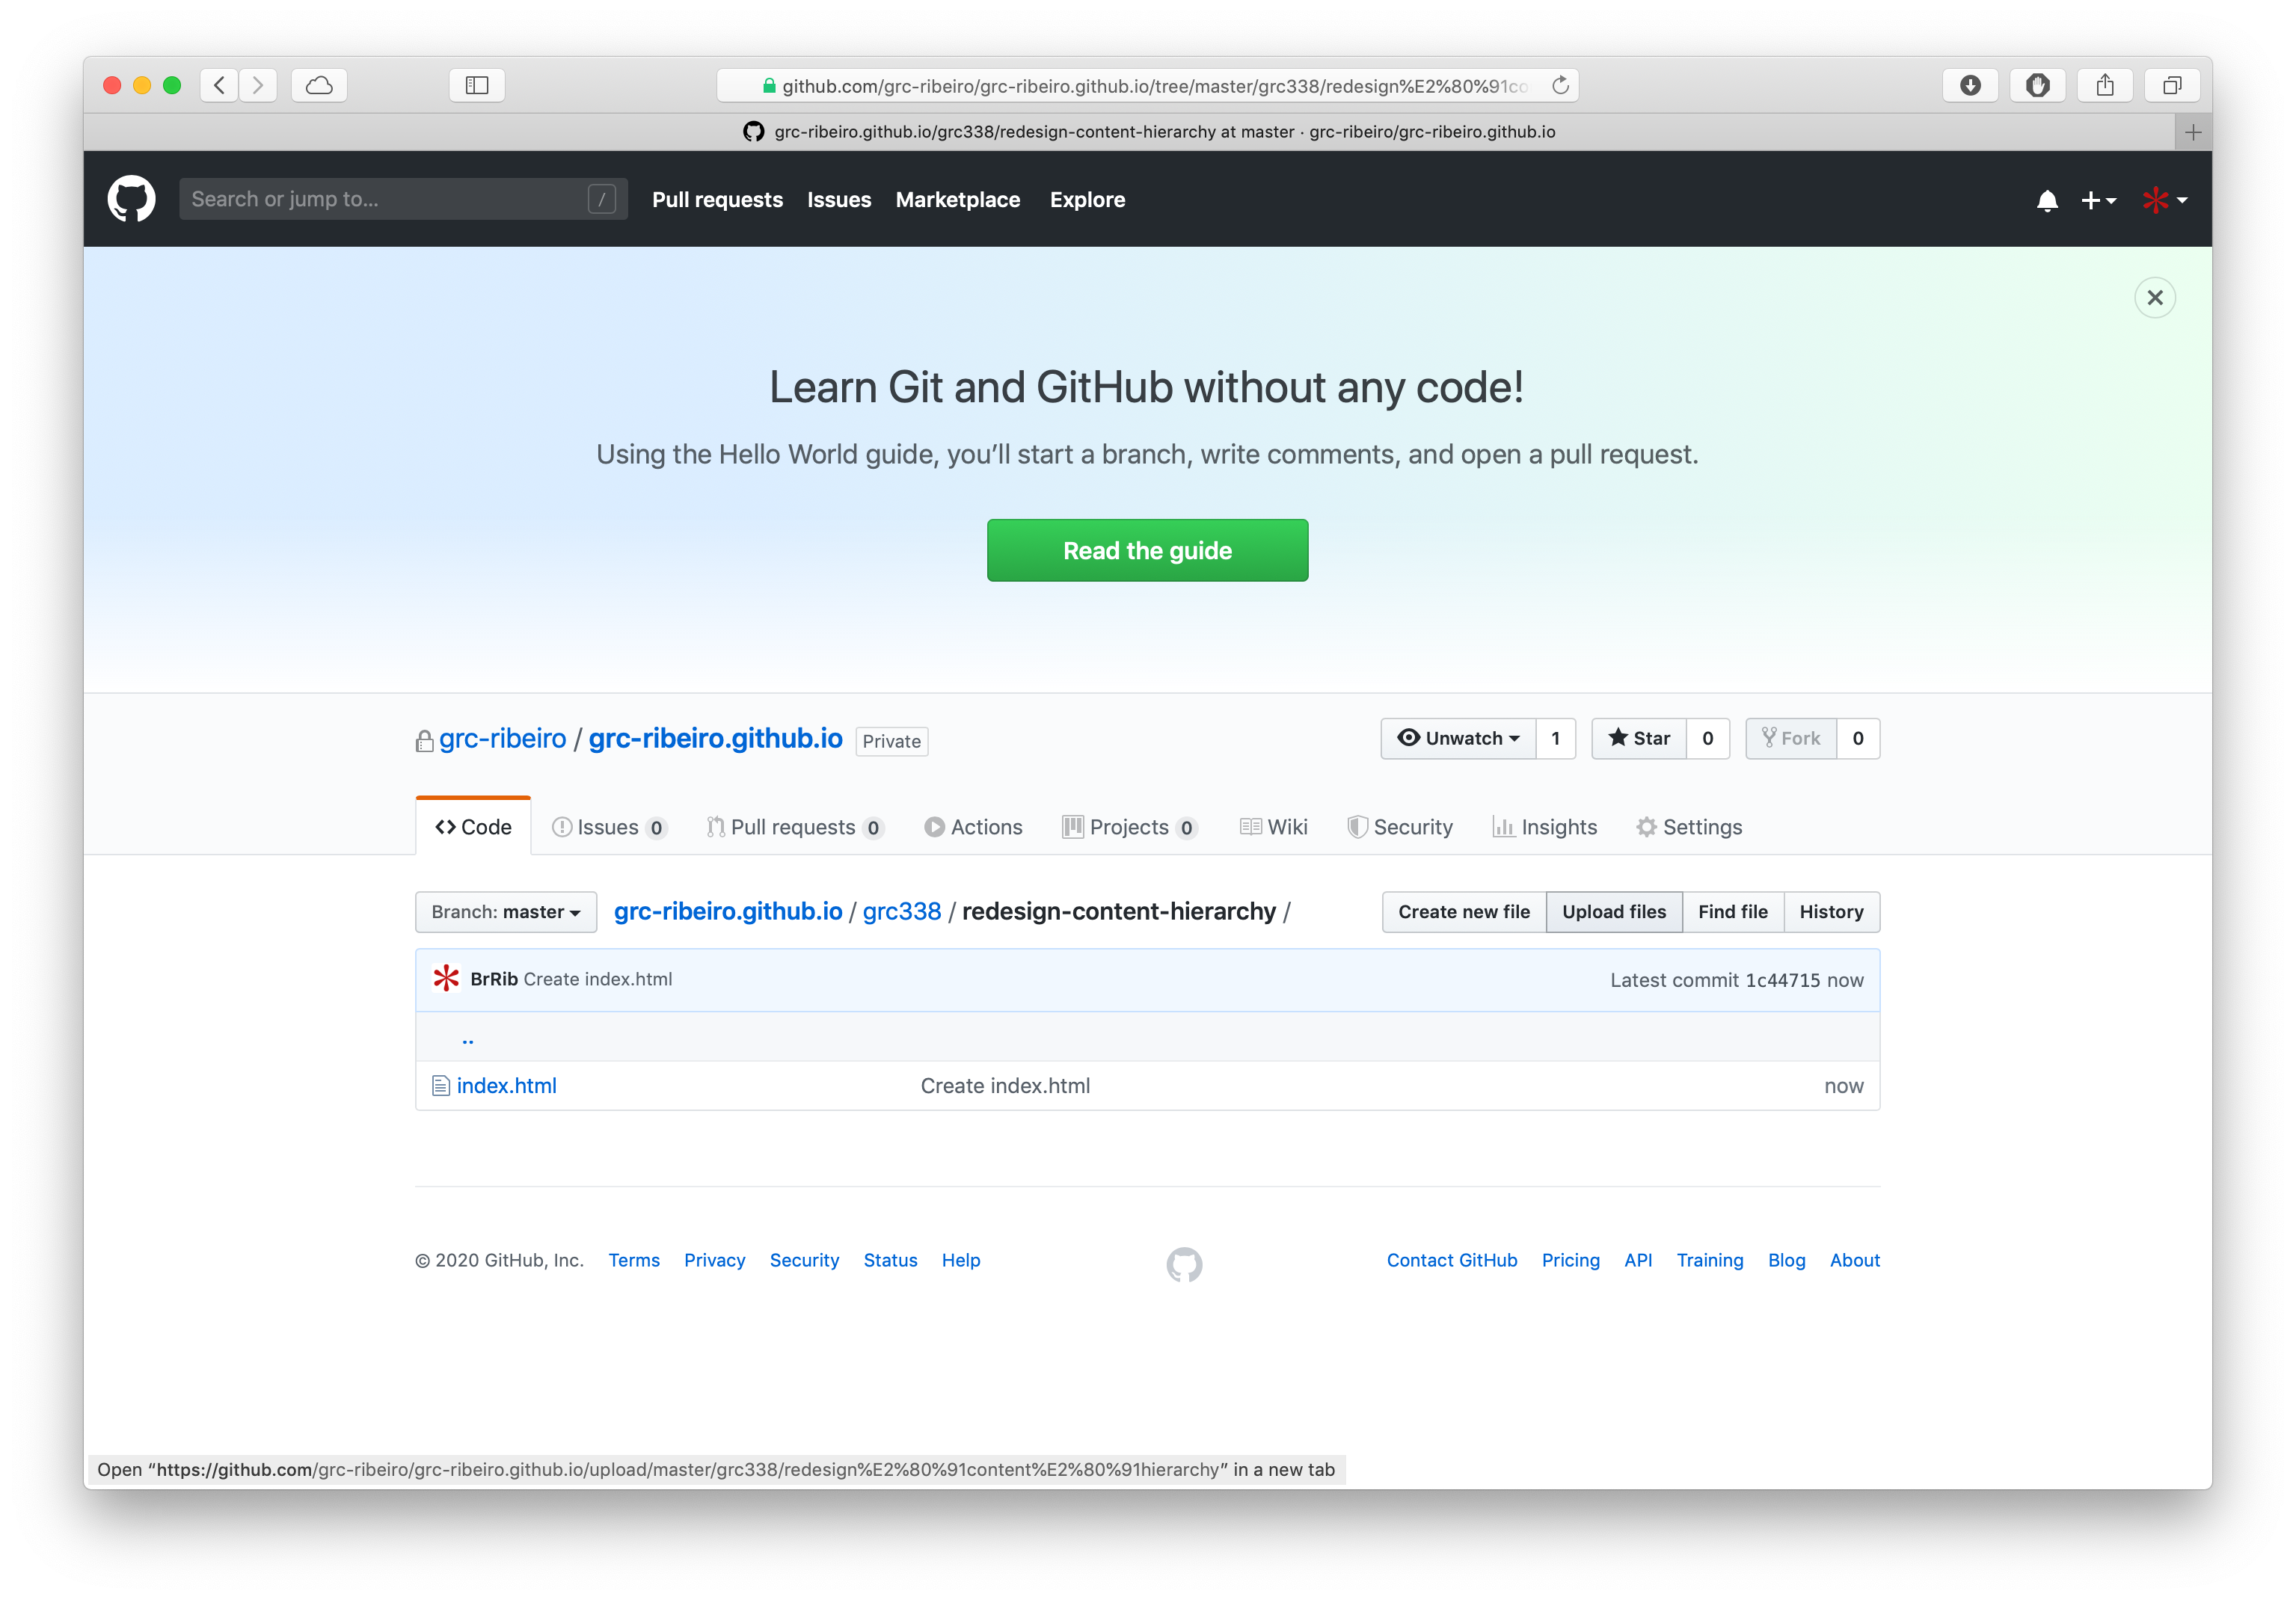 github.com/grc-ribeiro/grc-ribeiro.github.io/tree/master/grc338/redesign%E2%80%91co
grc-ribeiro.github.io/grc338/redesign‑content‑hierarchy at master · grc-ribeiro/grc-ribeiro.github.io
Search or jump to... / Pull requests Issues Marketplace Explore
Learn Git and GitHub without any code!
Using the Hello World guide, you’ll start a branch, write comments, and open a pull request.
Read the guide
grc-ribeiro / grc-ribeiro.github.io Private Unwatch 1 Star 0 Fork 0
Code Issues 0 Pull requests 0 Actions Projects 0 Wiki Security Insights Settings
Branch: master grc-ribeiro.github.io / grc338 / redesign‑content‑hierarchy / Create new file Upload files Find file History
BrRib Create index.html Latest commit 1c44715 now
..
index.html Create index.html now
© 2020 GitHub, Inc. Terms Privacy Security Status Help Contact GitHub Pricing API Training Blog About
Open “https://github.com/grc-ribeiro/grc-ribeiro.github.io/upload/master/grc338/redesign%E2%80%91content%E2%80%91hierarchy” in a new tab